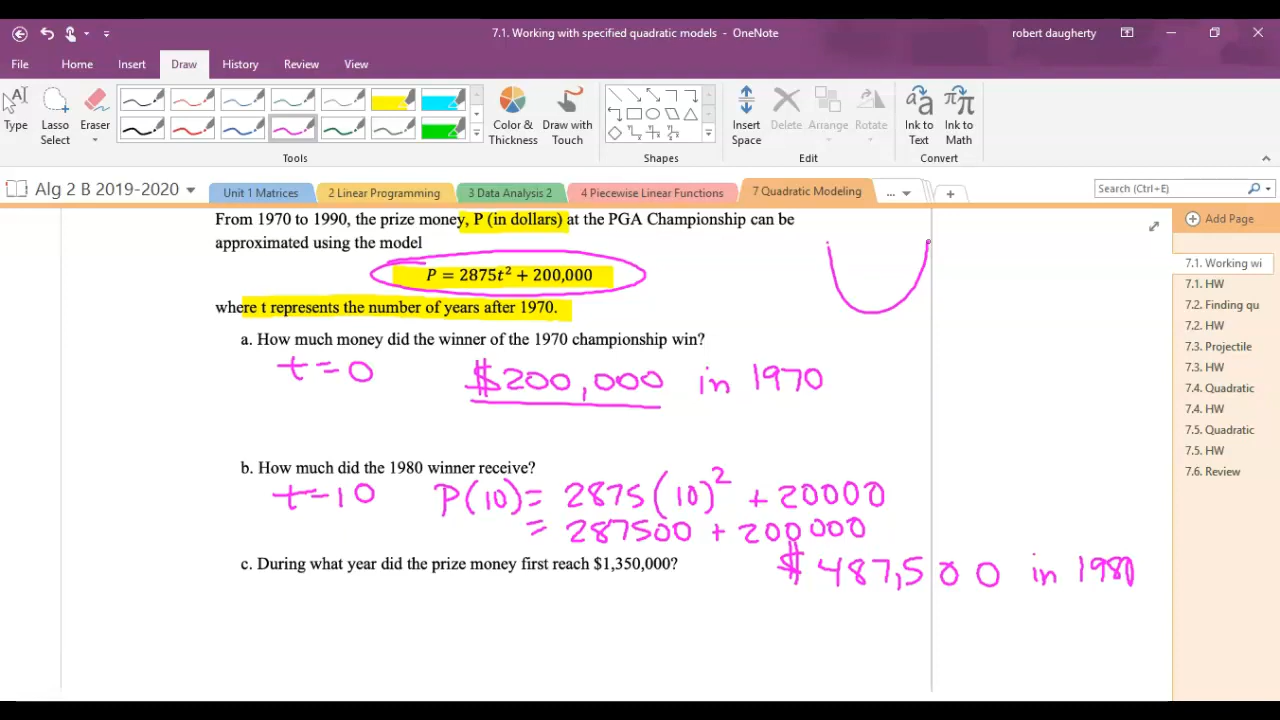 7.1. Working with specified quadratic models - OneNote
robert daugherty
File Home Insert Draw History Review View
Type
Lasso Select
Eraser
Color & Thickness
Draw with Touch
Insert Space
Delete
Arrange
Rotate
Ink to Text
Ink to Math
Tools
Shapes
Edit
Convert
Alg 2 B 2019-2020
Unit 1 Matrices
2 Linear Programming
3 Data Analysis 2
4 Piecewise Linear Functions
7 Quadratic Modeling
...
Search (Ctrl+E)
From 1970 to 1990, the prize money, P (in dollars) at the PGA Championship can be
approximated using the model
P = 2875t² + 200,000
where t represents the number of years after 1970.
a. How much money did the winner of the 1970 championship win?
t=0 $200,000 in 1970
b. How much did the 1980 winner receive?
t=10 P(10) = 2875(10)² + 20000
= 287500 + 200000
c. During what year did the prize money first reach $1,350,000?
$487,500 in 1980
Add Page
7.1. Working wi
7.1. HW
7.2. Finding qu
7.2. HW
7.3. Projectile
7.3. HW
7.4. Quadratic
7.4. HW
7.5. Quadratic
7.5. HW
7.6. Review